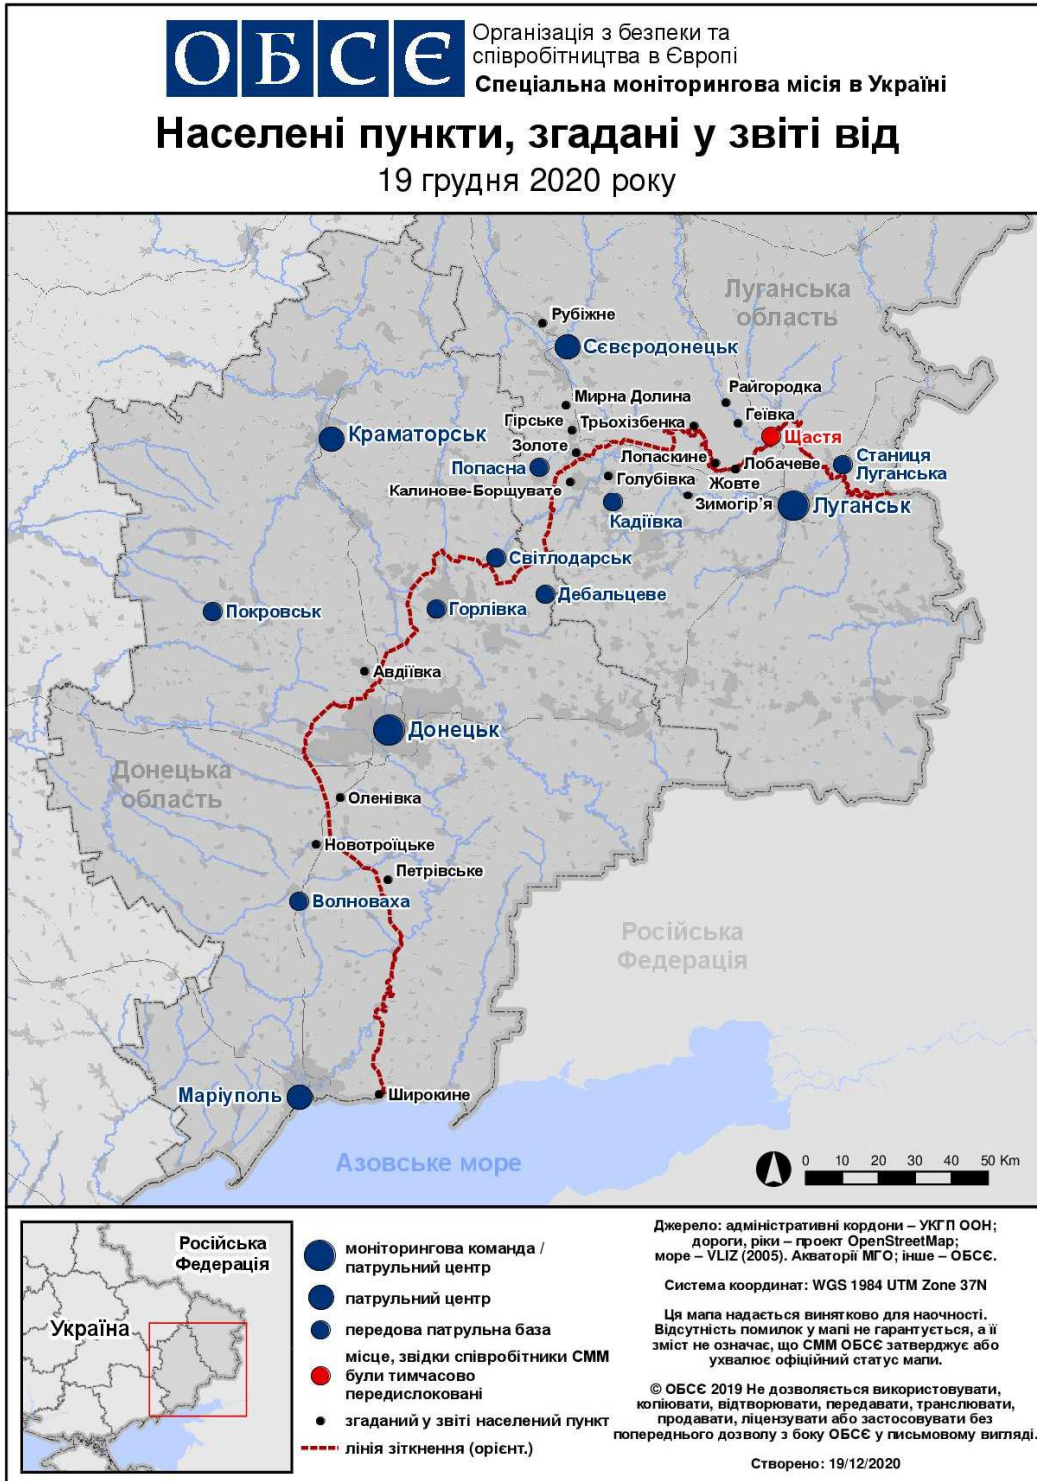 ОБСЄ
Організація з безпеки та
співробітництва в Європі
Спеціальна моніторингова місія в Україні
Населені пункти, згадані у звіті від
19 грудня 2020 року
Луганська
область
Рубіжне
Сєвєродонецьк
Райгородка
Мирна Долина
Геївка
Гірське
Трьохізбенка
Щастя
Краматорськ
Золоте
Лопаскине
Лобачеве
Станиця
Луганська
Попасна
Голубівка
Жовте
Калинове-Борщувате
Зимогір’я
Луганськ
Кадіївка
Світлодарськ
Дебальцеве
Покровськ
Горлівка
Авдіївка
Донецьк
Донецька
область
Оленівка
Новотроїцьке
Петрівське
Волноваха
Російська
Федерація
Маріуполь
Широкине
Азовське море
0 10 20 30 40 50 Km
Російська
Федерація
Україна
моніторингова команда /
патрульний центр
патрульний центр
передова патрульна база
місце, звідки співробітники СММ
були тимчасово
передислоковані
згаданий у звіті населений пункт
лінія зіткнення (орієнт.)
Джерело: адміністративні кордони – УКГП ООН;
дороги, ріки – проект OpenStreetMap;
море – VLIZ (2005). Акваторії МГО; інше – ОБСЄ.
Система координат: WGS 1984 UTM Zone 37N
Ця мапа надається винятково для наочності.
Відсутність помилок у мапі не гарантується, а її
зміст не означає, що СММ ОБСЄ затверджує або
ухвалює офіційний статус мапи.
© ОБСЄ 2019 Не дозволяється використовувати,
копіювати, відтворювати, передавати, транслювати,
продавати, ліцензувати або застосовувати без
попереднього дозволу з боку ОБСЄ у письмовому вигляді.
Створено: 19/12/2020